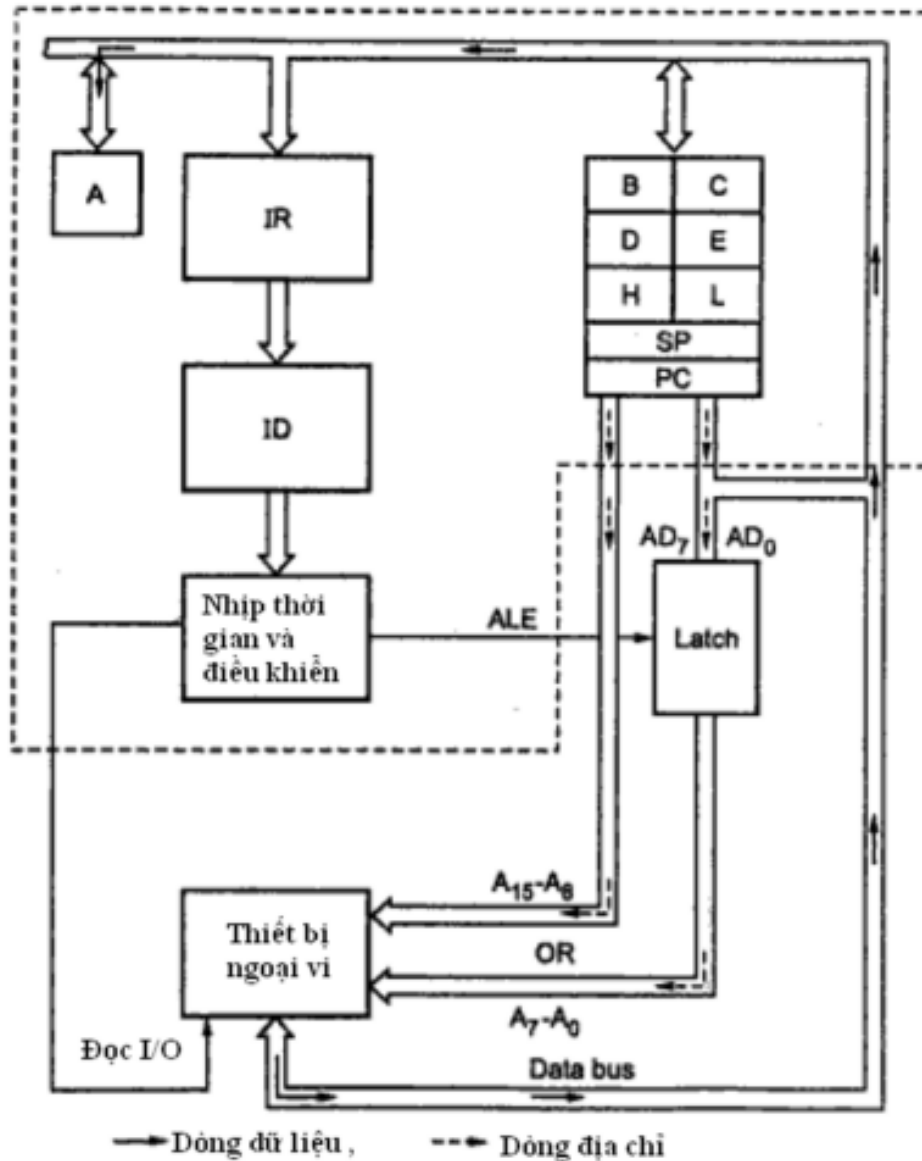 A
IR
B C
D E
H L
SP
PC
ID
AD7 AD0
Nhịp thời
gian và
điều khiễn
ALE
Latch
A15-A8
Thiết bị
ngoại vi
OR
A7-A0
Đọc I/O
Data bus
Dòng dữ liệu ,
Dòng địa chỉ